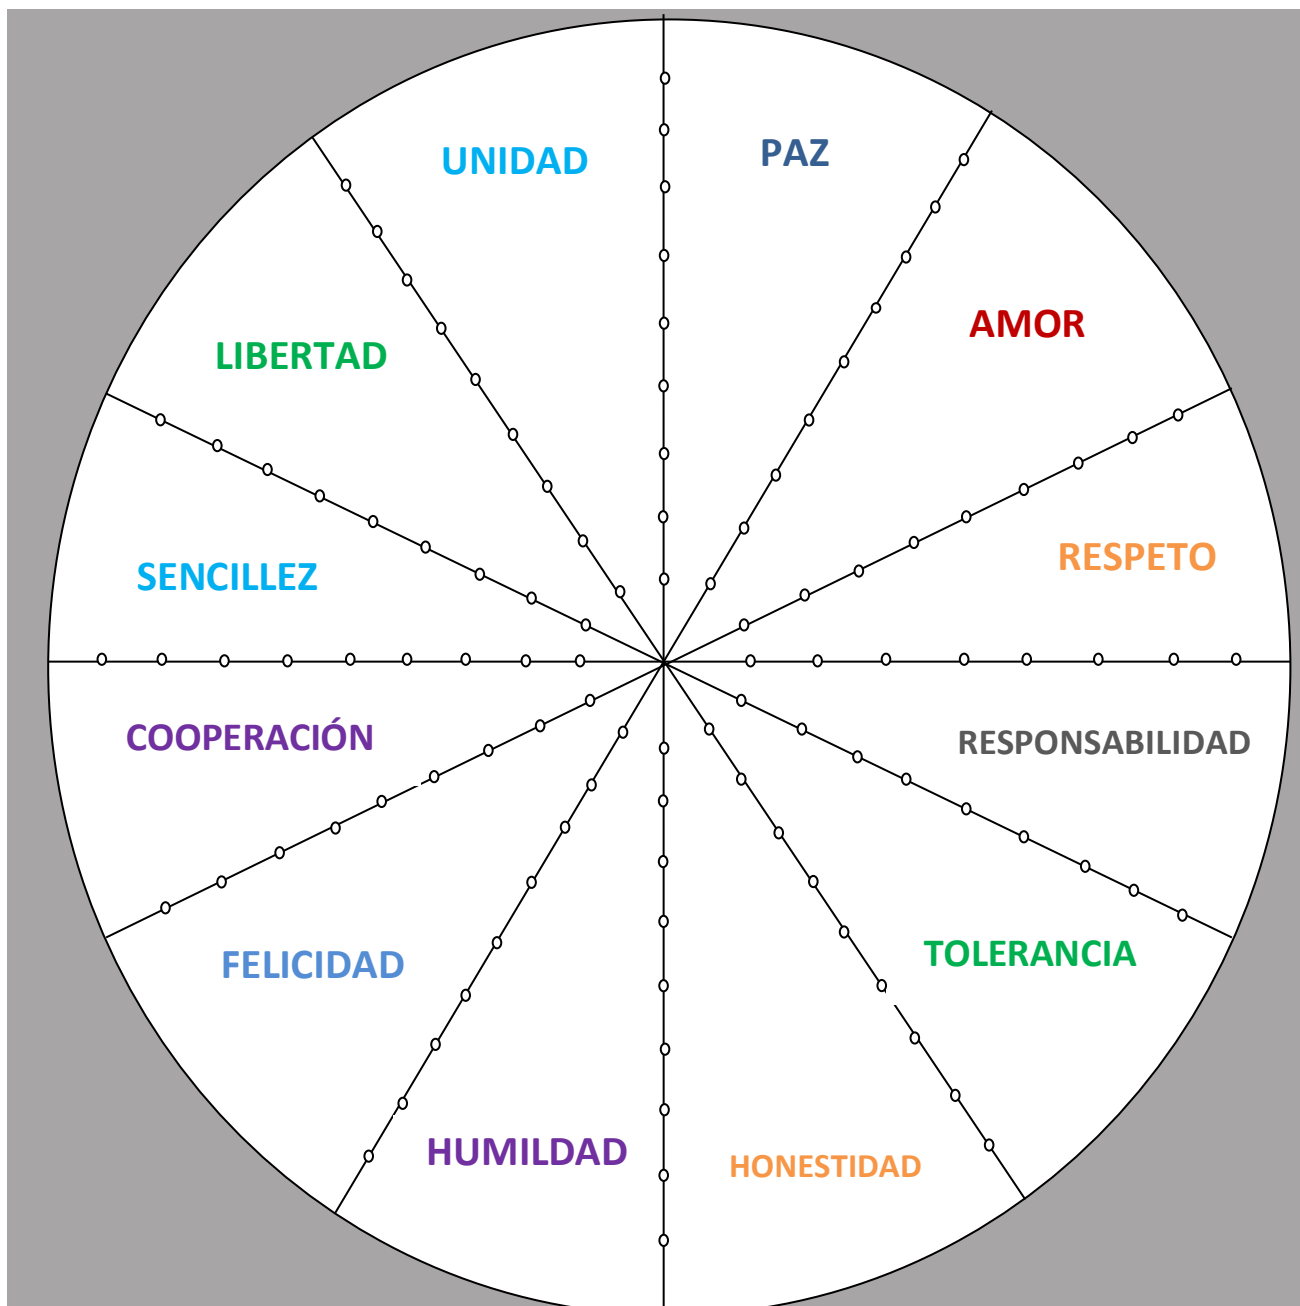 UNIDAD
PAZ
AMOR
LIBERTAD
RESPETO
SENCILLEZ
COOPERACIÓN
RESPONSABILIDAD
TOLERANCIA
FELICIDAD
HUMILDAD
HONESTIDAD